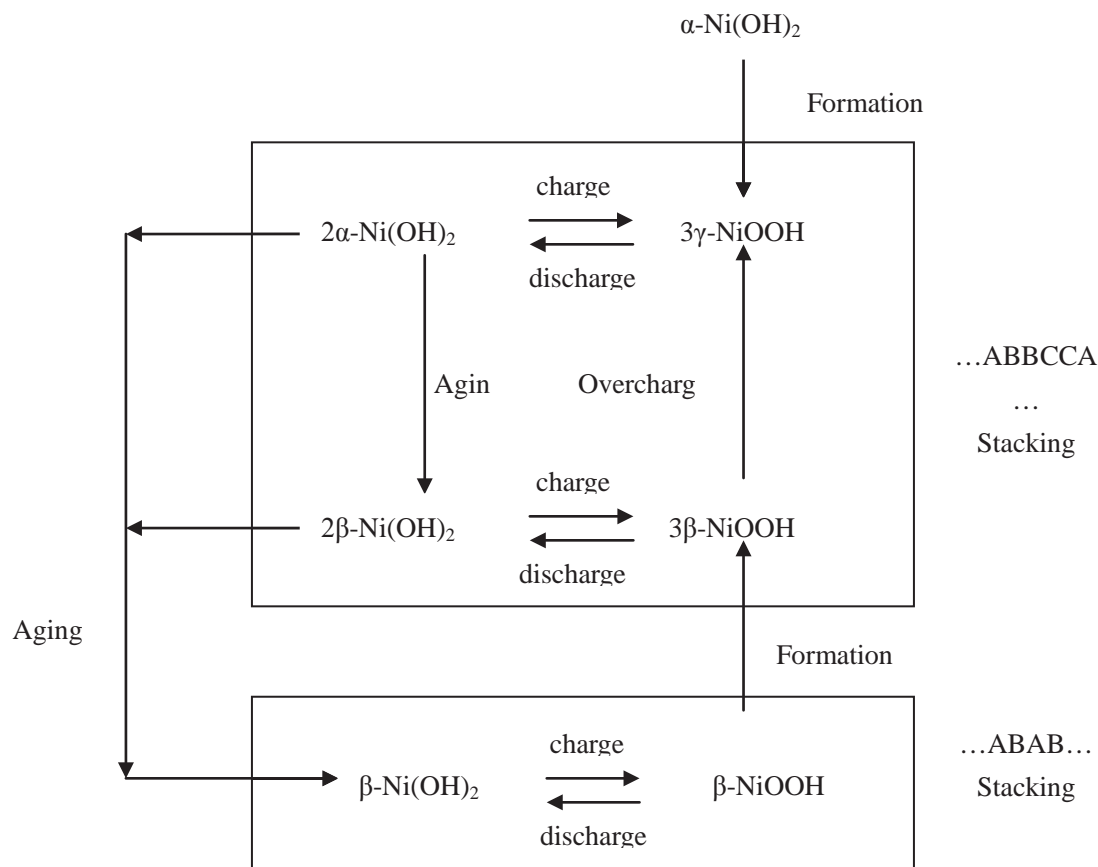 α-Ni(OH)2
Formation
charge
2α-Ni(OH)2
3γ-NiOOH
discharge
…ABBCCA
…
Stacking
Agin
Overcharg
charge
2β-Ni(OH)2
3β-NiOOH
discharge
Aging
Formation
charge
…ABAB…
β-Ni(OH)2
β-NiOOH
Stacking
discharge